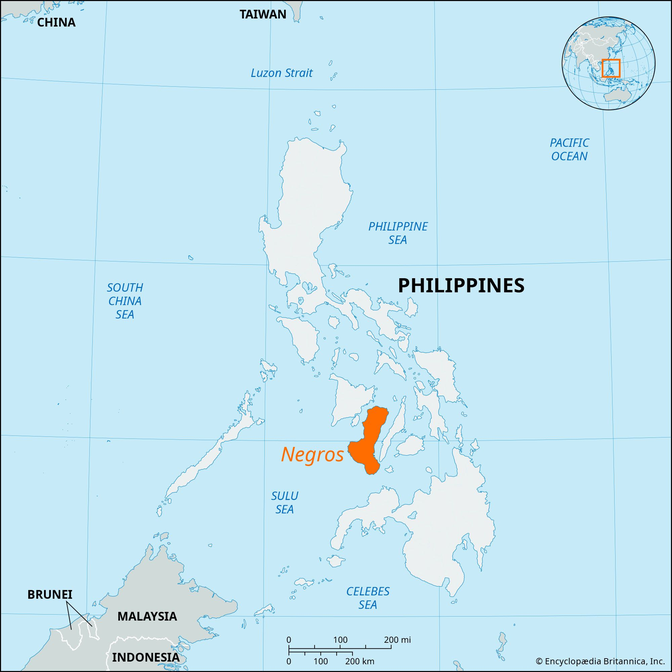 CHINA
TAIWAN
Luzon Strait
PACIFIC
OCEAN
PHILIPPINE
SEA
PHILIPPINES
SOUTH
CHINA
SEA
Negros
SULU
SEA
CELEBES
SEA
BRUNEI
MALAYSIA
INDONESIA
0 100 200 mi
0 100 200 km
© Encyclopædia Britannica, Inc.